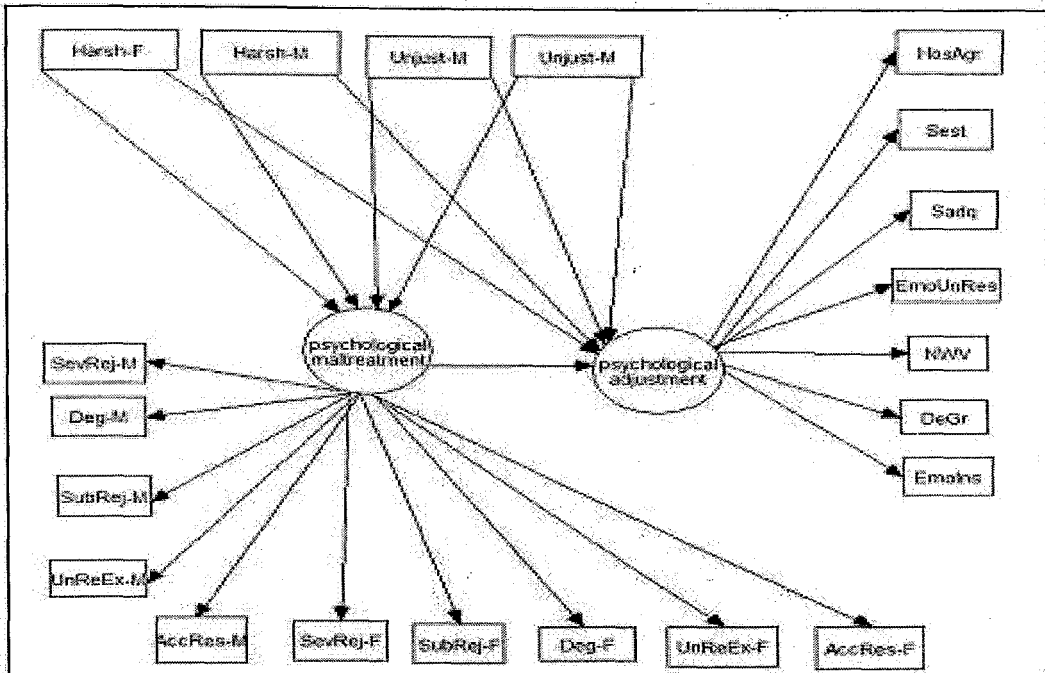 Harsh-F
Harsh-M
Unjust-M
Unjust-M
HosAgr
Sest
Sadq
EmoUnRes
NWV
DeGr
EmoIns
psychological
maltreatment
psychological
adjustment
SevRej-M
Deg-M
SubRej-M
UnReEx-M
AccRes-M
SevRej-F
SubRej-F
Deg-F
UnReEx-F
AccRes-F